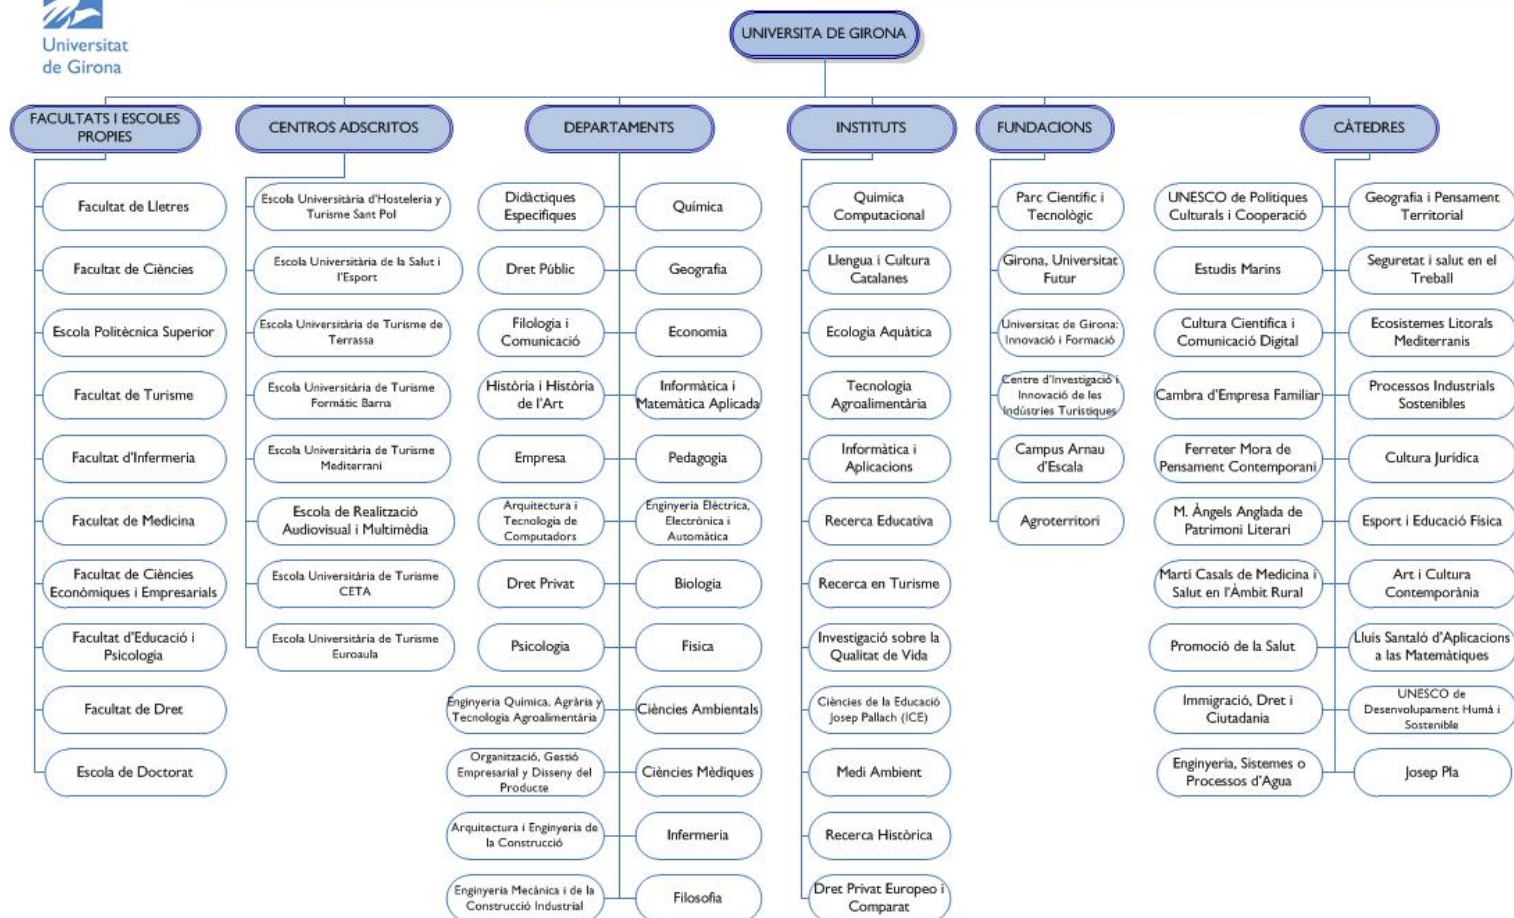 Universitat
de Girona
UNIVERSITA DE GIRONA
FACULTATS I ESCOLES
PROPIES
Facultat de Lletres
Facultat de Ciències
Escola Politècnica Superior
Facultat de Turisme
Facultat d'Infermeria
Facultat de Medicina
Facultat de Ciències
Econòmiques i Empresarials
Facultat d'Educació i
Psicologia
Facultat de Dret
Escola de Doctorat
CENTROS ADSCRITOS
Escola Universitària d'Hosteleria y
Turisme Sant Pol
Escola Universitària de la Salut i
l'Esport
Escola Universitària de Turisme de
Terrassa
Escola Universitària de Turisme
Formátic Barna
Escola Universitària de Turisme
Mediterrani
Escola de Realització
Audiovisual i Multimèdia
Escola Universitària de Turisme
CETA
Escola Universitària de Turisme
Euroaula
DEPARTAMENTS
Didàctiques
Especifiques
Dret Públic
Filologia i
Comunicació
Història i Història
de l'Art
Empresa
Arquitectura i
Tecnologia de
Computadors
Dret Privat
Psicologia
Enginyeria Química, Agrària y
Tecnologia Agroalimentària
Organització, Gestió
Empresarial y Disseny del
Producte
Arquitectura i Enginyeria de
la Construcció
Enginyeria Mecànica i de la
Construcció Industrial
Química
Geografia
Economia
Informàtica i
Matemàtica Aplicada
Pedagogia
Enginyeria Elèctrica,
Electrònica i
Automàtica
Biologia
Física
Ciències Ambientals
Ciències Mèdiques
Infermeria
Filosofia
INSTITUTS
Química
Computacional
Llengua i Cultura
Catalanes
Ecologia Aquàtica
Tecnologia
Agroalimentària
Informàtica i
Aplicacions
Recerca Educativa
Recerca en Turisme
Investigació sobre la
Qualitat de Vida
Ciències de la Educació
Josep Pallach (ICE)
Medi Ambient
Recerca Històrica
Dret Privat Europeo i
Comparat
FUNDACIONS
Parc Científic i
Tecnològic
Girona, Universitat
Futur
Universitat de Girona:
Innovació i Formació
Centre d'Investigació i
Innovació de les
Indústries Turístiques
Campus Arnau
d'Escala
Agroterritori
CÀTEDRES
UNESCO de Polítiques
Culturals i Cooperació
Estudis Marins
Cultura Científica i
Comunicació Digital
Cambra d'Empresa Familiar
Ferreter Mora de
Pensament Contemporani
M. Àngels Anglada de
Patrimoni Literari
Martí Casals de Medicina i
Salut en l'Àmbit Rural
Promoció de la Salut
Immigració, Dret i
Ciutadania
Enginyeria, Sistemes o
Processos d'Agua
Geografia i Pensament
Territorial
Seguretat i salut en el
Treball
Ecosistemes Litorals
Mediterranis
Processos Industrials
Sostenibles
Cultura Jurídica
Esport i Educació Física
Art i Cultura
Contemporània
Lluís Santaló d'Aplicacions
a las Matemàtiques
UNESCO de
Desenvolupament Humà i
Sostenible
Josep Pla